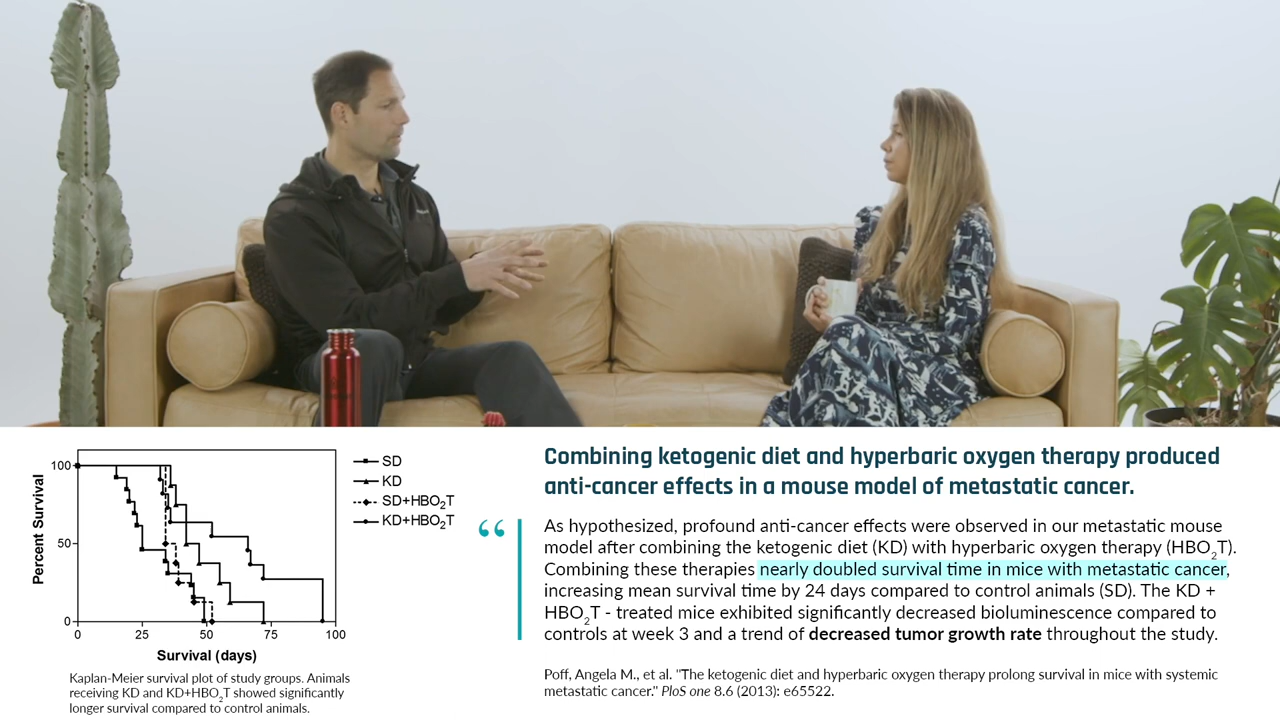 100
50
0
0
25
50
75
100
Percent Survival
Survival (days)
SD
KD
SD+HBO2T
KD+HBO2T
Kaplan-Meier survival plot of study groups. Animals
receiving KD and KD+HBO2T showed significantly
longer survival compared to control animals.
Combining ketogenic diet and hyperbaric oxygen therapy produced
anti-cancer effects in a mouse model of metastatic cancer.
“
As hypothesized, profound anti-cancer effects were observed in our metastatic mouse
model after combining the ketogenic diet (KD) with hyperbaric oxygen therapy (HBO2T).
Combining these therapies nearly doubled survival time in mice with metastatic cancer,
increasing mean survival time by 24 days compared to control animals (SD). The KD +
HBO2T - treated mice exhibited significantly decreased bioluminescence compared to
controls at week 3 and a trend of decreased tumor growth rate throughout the study.
Poff, Angela M., et al. "The ketogenic diet and hyperbaric oxygen therapy prolong survival in mice with systemic
metastatic cancer." PloS one 8.6 (2013): e65522.